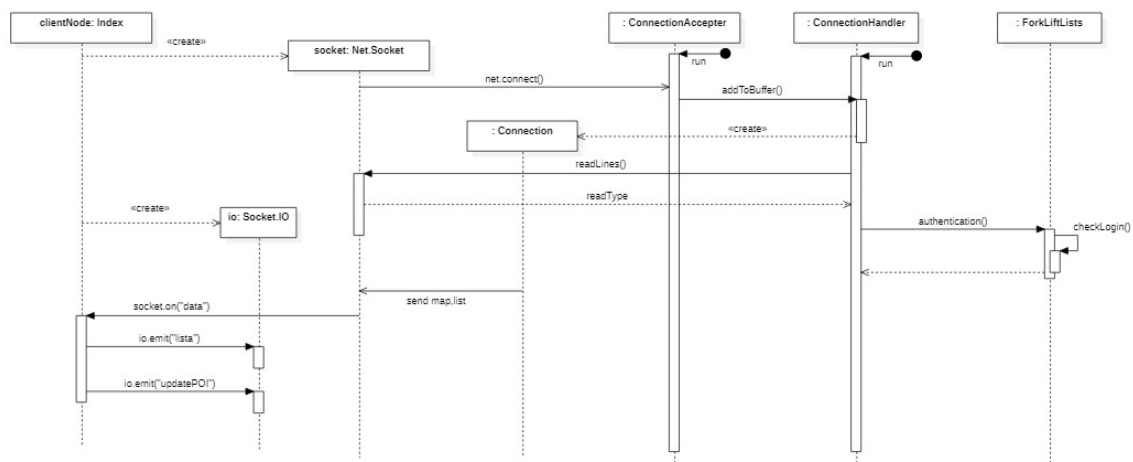 clientNode: Index
: ConnectionAccepter
: ConnectionHandler
: ForkLiftLists
«create»
socket: Net.Socket
run
run
net.connect()
addToBuffer()
: Connection
«create»
readLines()
readType
«create»
io: Socket.IO
authentication()
checkLogin()
send map,list
socket.on("data")
io.emit("lista")
io.emit("updatePOI")